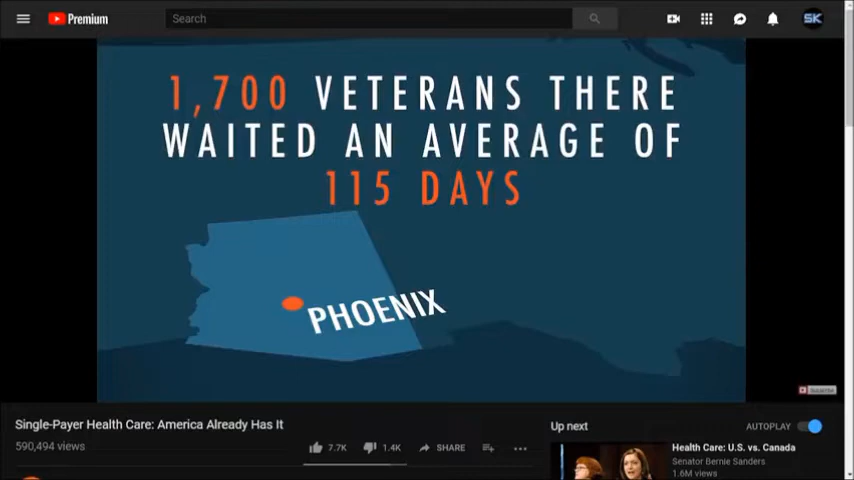 Premium
Search
SK
1,700 VETERANS THERE
WAITED AN AVERAGE OF
115 DAYS
PHOENIX
Single-Payer Health Care: America Already Has It
590,494 views
7.7K
1.4K
SHARE
Up next
AUTOPLAY
Health Care: U.S. vs. Canada
Senator Bernie Sanders
1.6M views